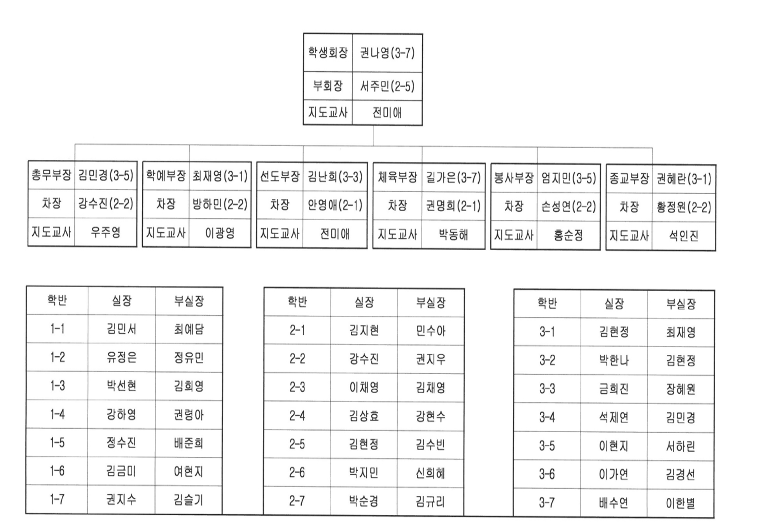 학생회장 권나영(3-7)
부회장 서주민(2-5)
지도교사 전미애
총무부장 김민경(3-5) 학예부장 최재영(3-1) 선도부장 김난희(3-3) 체육부장 길가은(3-7) 봉사부장 엄지민(3-5) 종교부장 권혜란(3-1)
차장 강수진(2-2) 차장 방하민(2-2) 차장 안영애(2-1) 차장 권명희(2-1) 차장 손성연(2-2) 차장 황정원(2-2)
지도교사 우주영 지도교사 이광영 지도교사 전미애 지도교사 박동해 지도교사 홍순정 지도교사 석인진
학반 실장 부실장
1-1 김민서 최예담
1-2 유정은 정유민
1-3 박선현 김희영
1-4 강하영 권령아
1-5 정수진 배준희
1-6 김금미 여현지
1-7 권지수 김슬기
학반 실장 부실장
2-1 김지현 민수아
2-2 강수진 권지우
2-3 이채영 김채영
2-4 김상효 강현수
2-5 김현정 김수빈
2-6 박지민 신희혜
2-7 박순경 김규리
학반 실장 부실장
3-1 김현정 최재영
3-2 박한나 김현정
3-3 금희진 장혜원
3-4 석제연 김민경
3-5 이현지 서하린
3-6 이가연 김경선
3-7 배수연 이한별